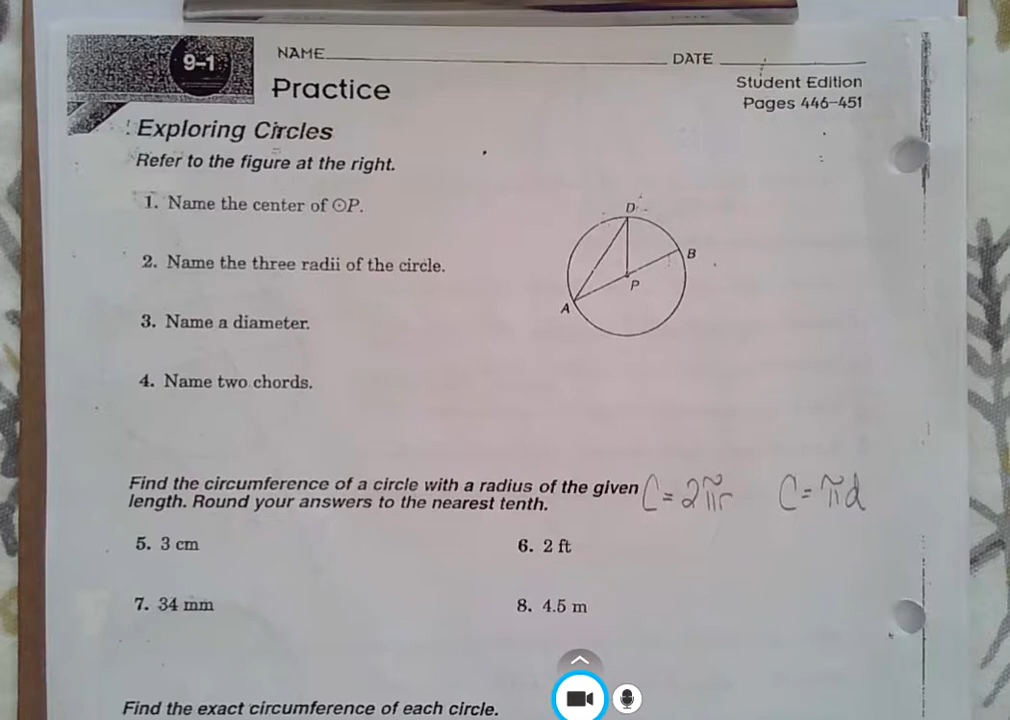 9-1
NAME DATE
Practice
Student Edition
Pages 446–451
Exploring Circles
Refer to the figure at the right.
1. Name the center of ⊙P.
2. Name the three radii of the circle.
3. Name a diameter.
4. Name two chords.
D
B
P
A
Find the circumference of a circle with a radius of the given
length. Round your answers to the nearest tenth.
C = 2πr C = πd
5. 3 cm 6. 2 ft
7. 34 mm 8. 4.5 m
Find the exact circumference of each circle.